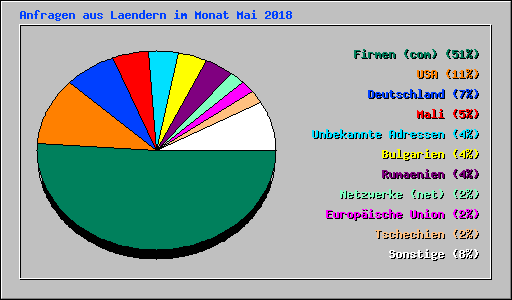 Anfragen aus Laendern im Monat Mai 2018
Firmen (com) (51%)
USA (11%)
Deutschland (7%)
Mali (5%)
Unbekannte Adressen (4%)
Bulgarien (4%)
Rumaenien (4%)
Netzwerke (net) (2%)
Europäische Union (2%)
Tschechien (2%)
Sonstige (8%)